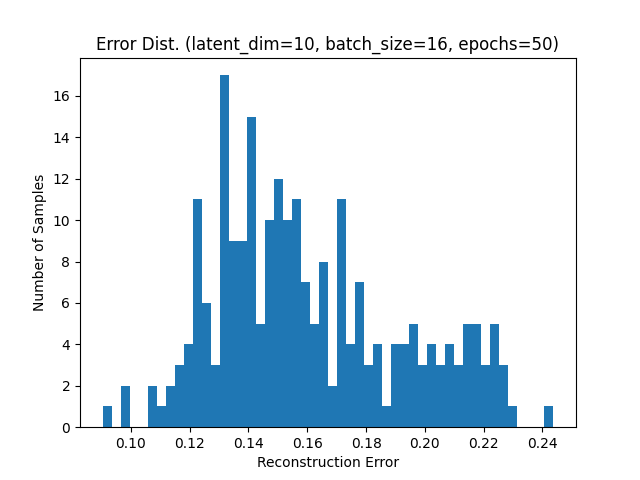 Error Dist. (latent_dim=10, batch_size=16, epochs=50)
16
14
12
10
8
6
4
2
0
Number of Samples
0.10 0.12 0.14 0.16 0.18 0.20 0.22 0.24
Reconstruction Error